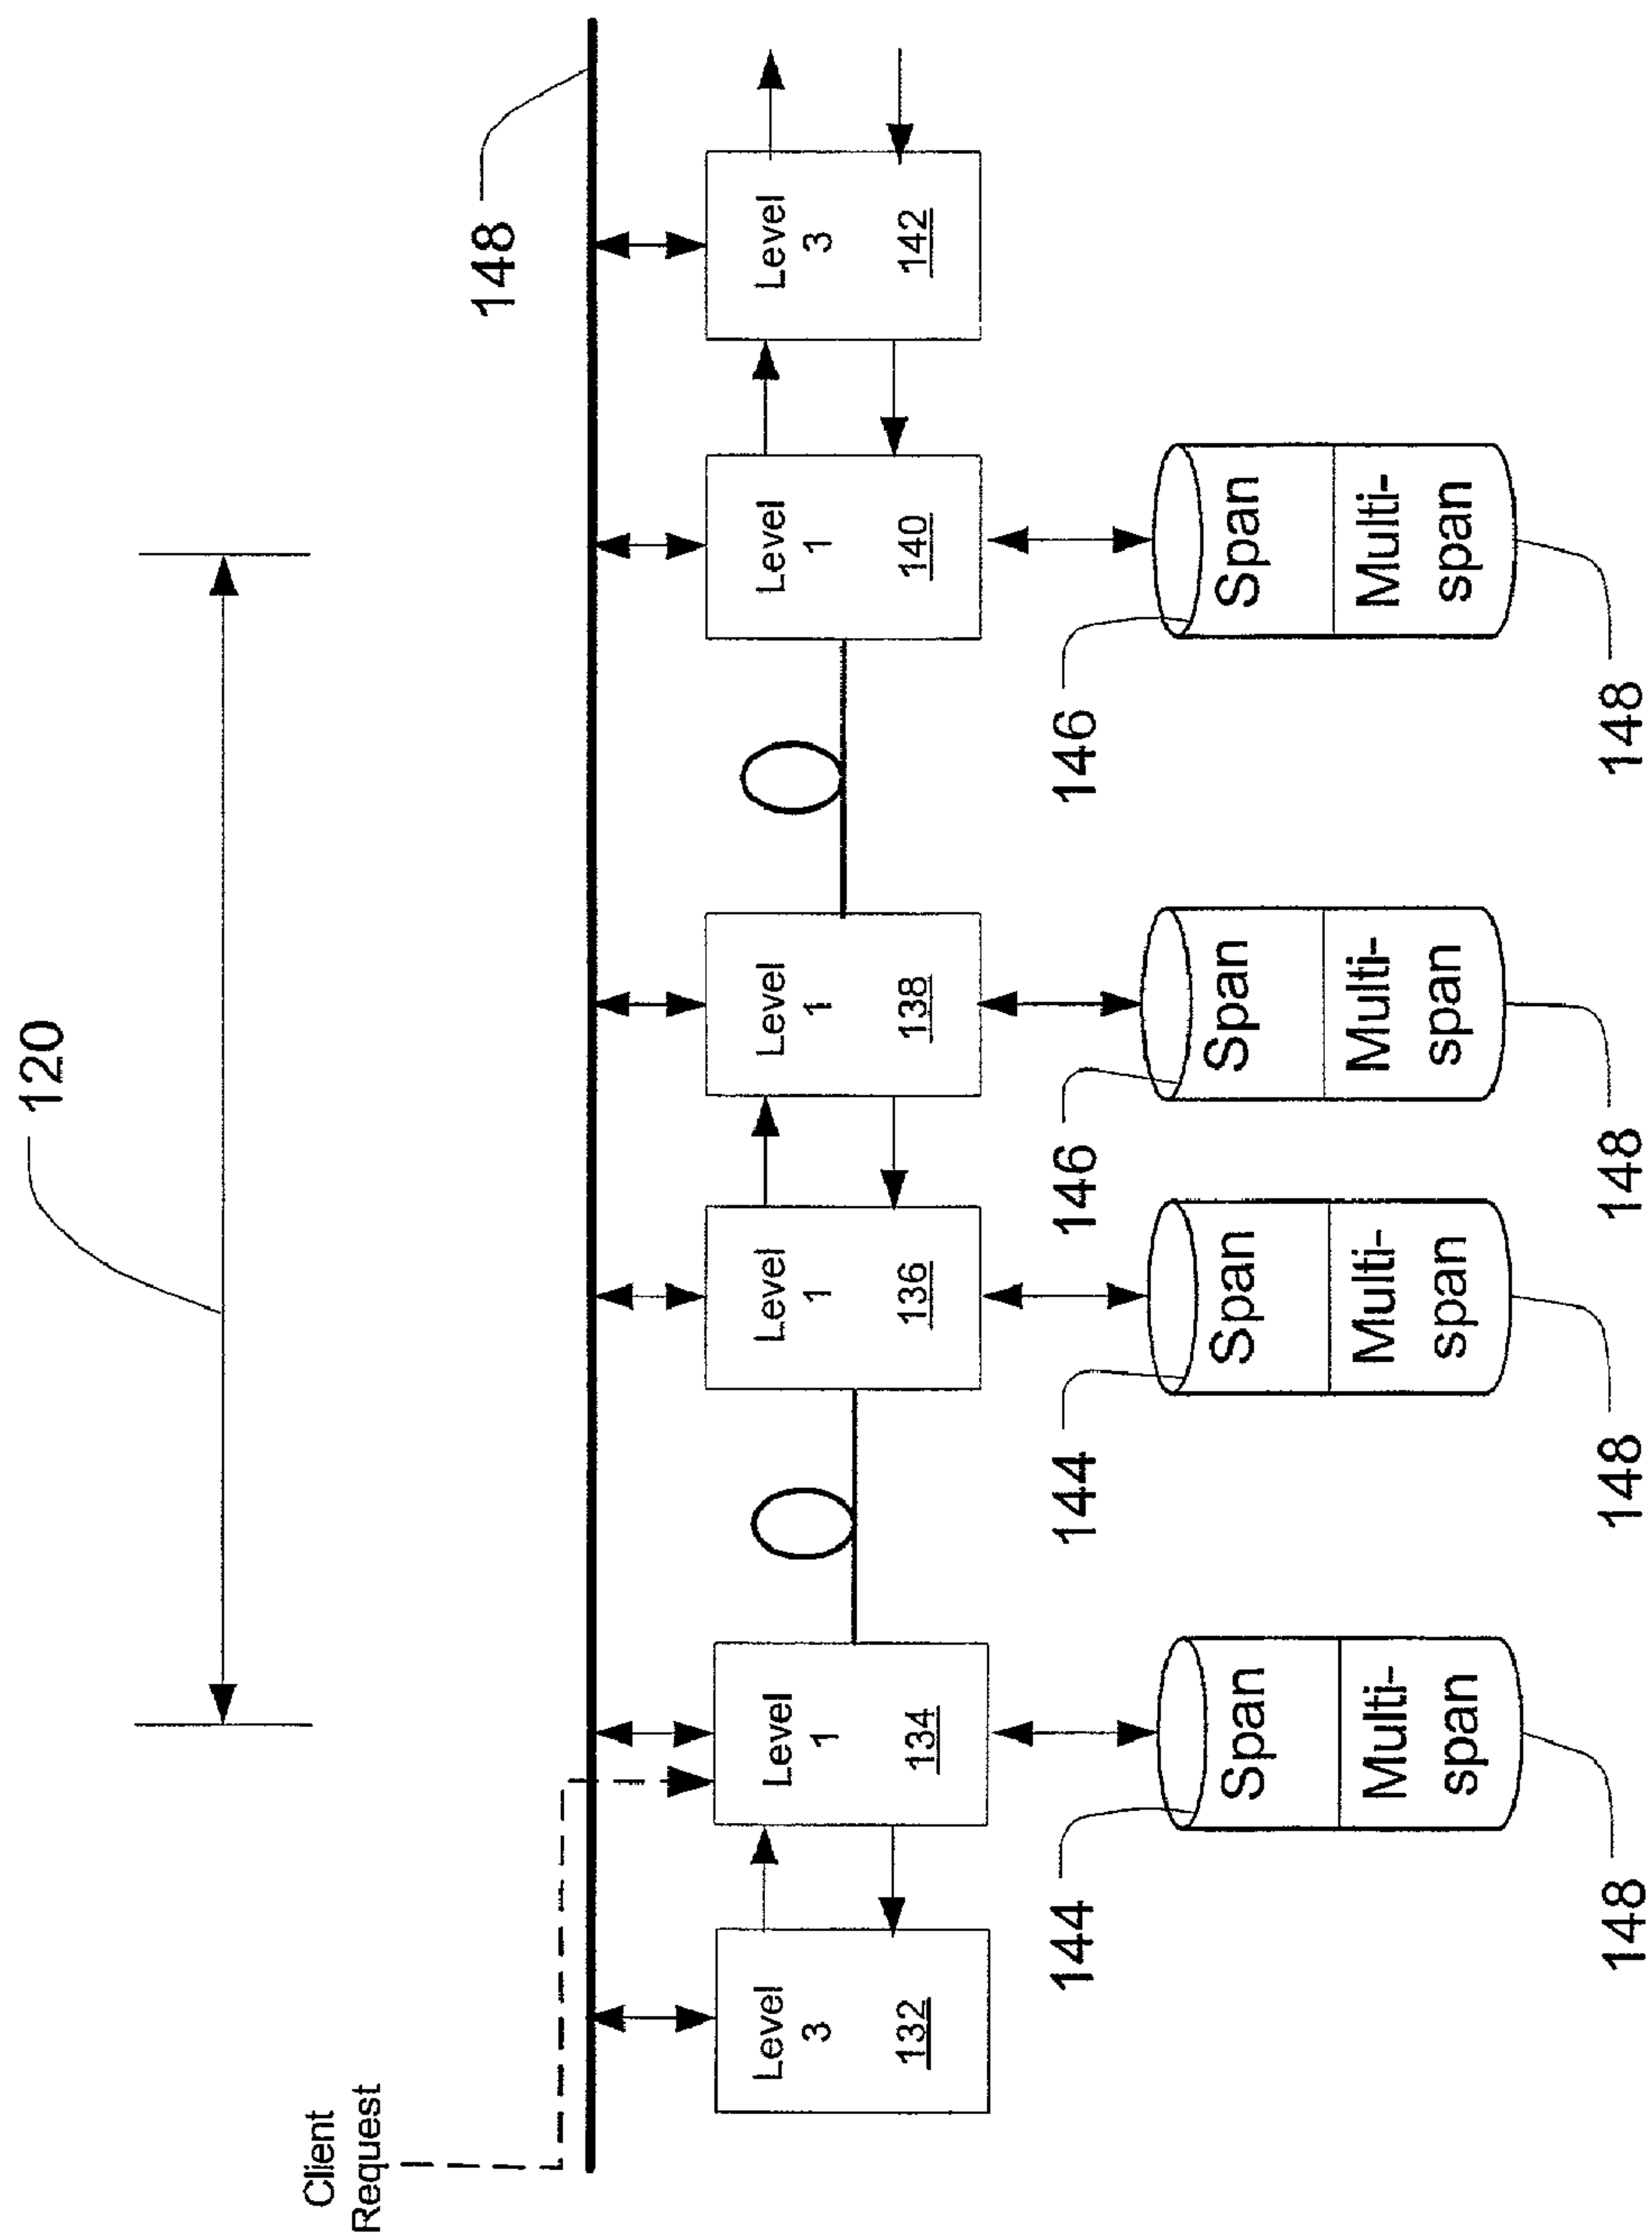 120
Client
Request
148
Level
3
132
Level
1
134
Level
1
136
Level
1
138
Level
1
140
Level
3
142
144
Span
Multi-
span
148
144
Span
Multi-
span
148
146
Span
Multi-
span
148
146
Span
Multi-
span
148